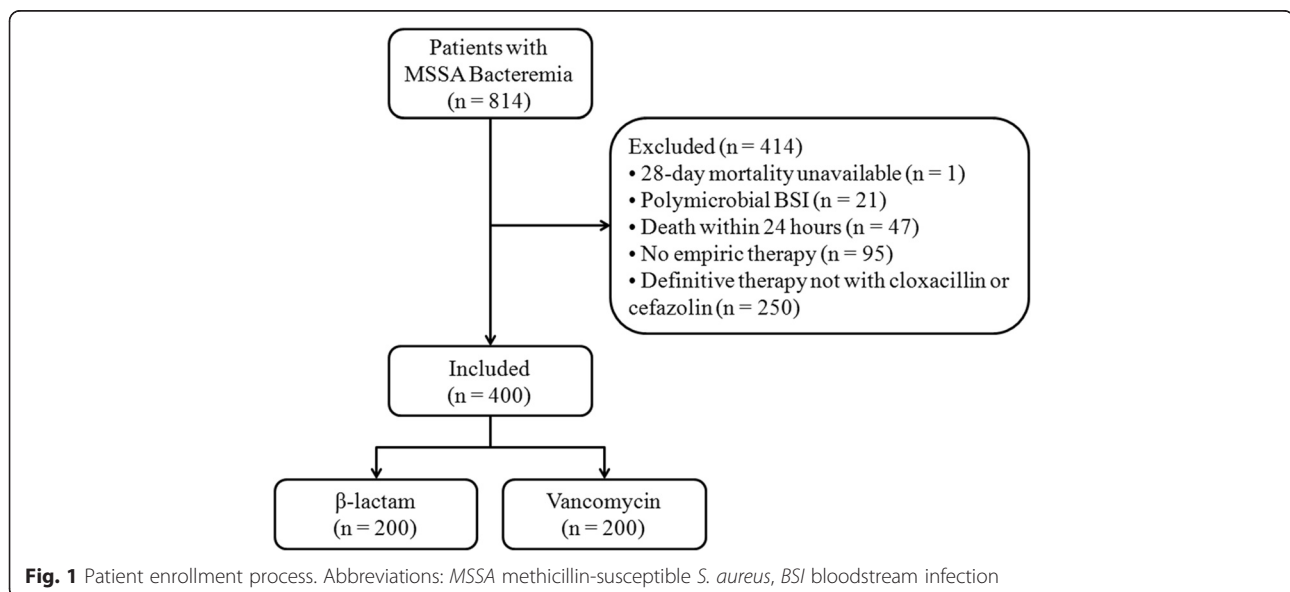 Patients with
MSSA Bacteremia
(n = 814)
Excluded (n = 414)
• 28-day mortality unavailable (n = 1)
• Polymicrobial BSI (n = 21)
• Death within 24 hours (n = 47)
• No empiric therapy (n = 95)
• Definitive therapy not with cloxacillin or
cefazolin (n = 250)
Included
(n = 400)
β-lactam
(n = 200)
Vancomycin
(n = 200)
Fig. 1 Patient enrollment process. Abbreviations: MSSA methicillin-susceptible S. aureus, BSI bloodstream infection